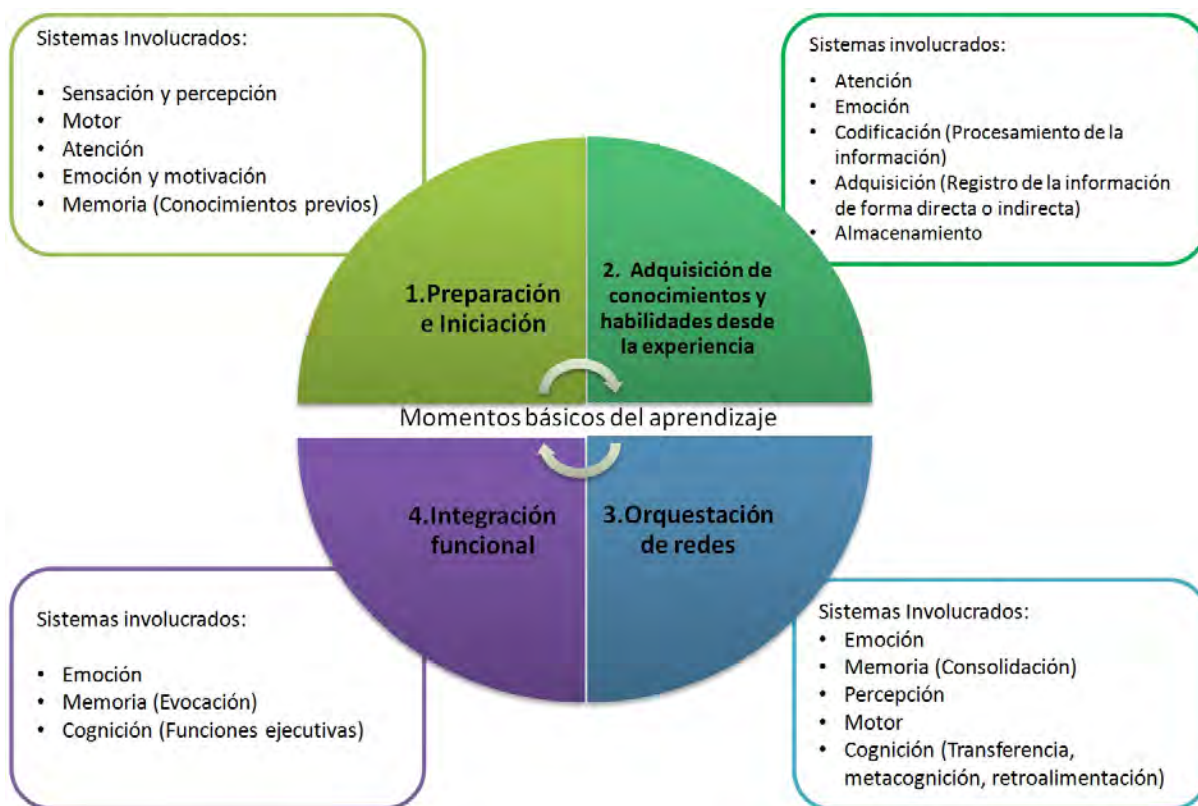 Sistemas Involucrados:
• Sensación y percepción
• Motor
• Atención
• Emoción y motivación
• Memoria (Conocimientos previos)
Sistemas involucrados:
• Atención
• Emoción
• Codificación (Procesamiento de la
información)
• Adquisición (Registro de la información
de forma directa o indirecta)
• Almacenamiento
1.Preparación
e Iniciación
2. Adquisición de
conocimientos y
habilidades desde
la experiencia
Momentos básicos del aprendizaje
4.Integración
funcional
3.Orquestación
de redes
Sistemas involucrados:
• Emoción
• Memoria (Evocación)
• Cognición (Funciones ejecutivas)
Sistemas Involucrados:
• Emoción
• Memoria (Consolidación)
• Percepción
• Motor
• Cognición (Transferencia,
metacognición, retroalimentación)